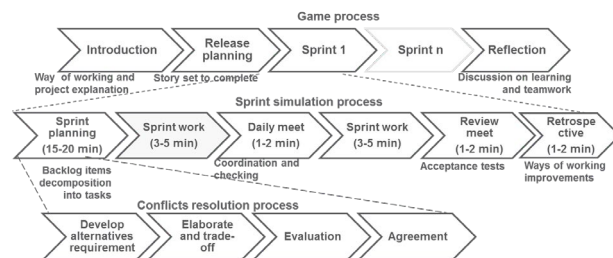 Game process
Introduction
Release
planning
Sprint 1
Sprint n
Reflection
Way of working and
project explanation
Story set to complete
Discussion on learning
and teamwork
Sprint simulation process
Sprint
planning
(15-20 min)
Sprint work
(3-5 min)
Daily meet
(1-2 min)
Sprint work
(3-5 min)
Review
meet
(1-2 min)
Retrospe
ctive
(1-2 min)
Backlog items
decomposition
into tasks
Coordination and
checking
Acceptance tests
Ways of working
improvements
Conflicts resolution process
Develop
alternatives
requirement
Elaborate
and trade-
off
Evaluation
Agreement